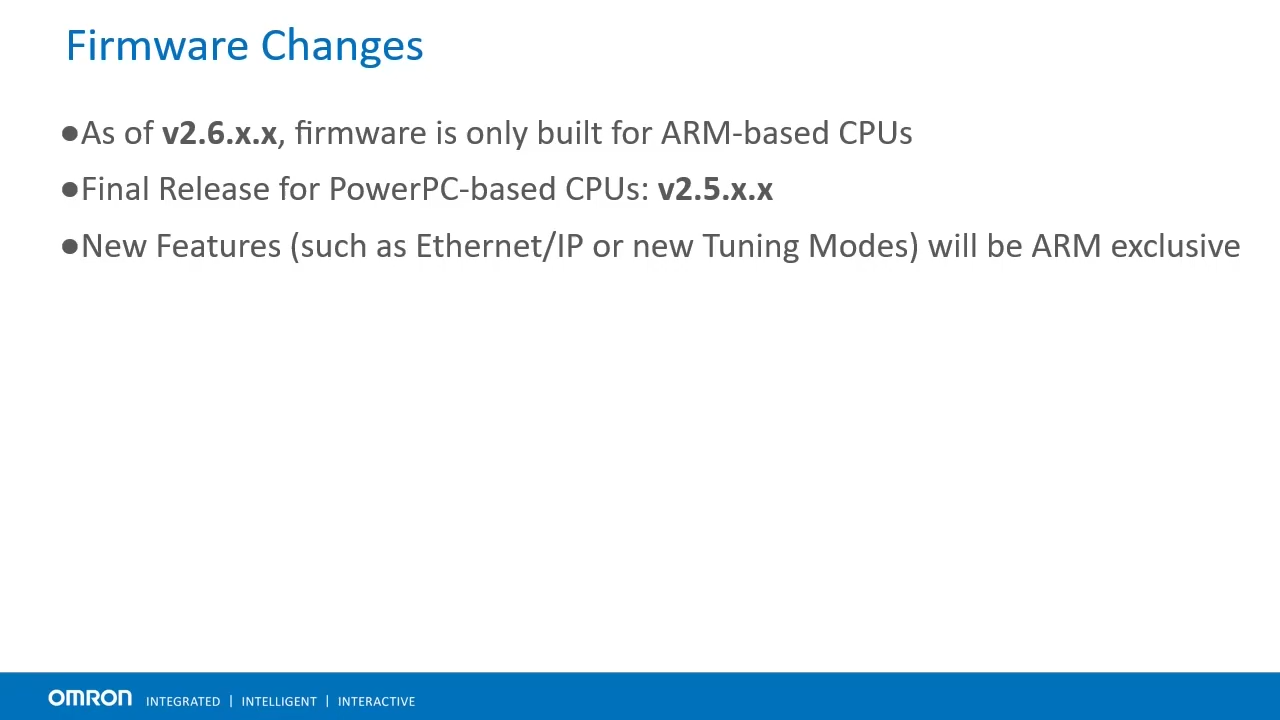 Firmware Changes
●As of v2.6.x.x, firmware is only built for ARM-based CPUs
●Final Release for PowerPC-based CPUs: v2.5.x.x
●New Features (such as Ethernet/IP or new Tuning Modes) will be ARM exclusive
OMRON INTEGRATED | INTELLIGENT | INTERACTIVE